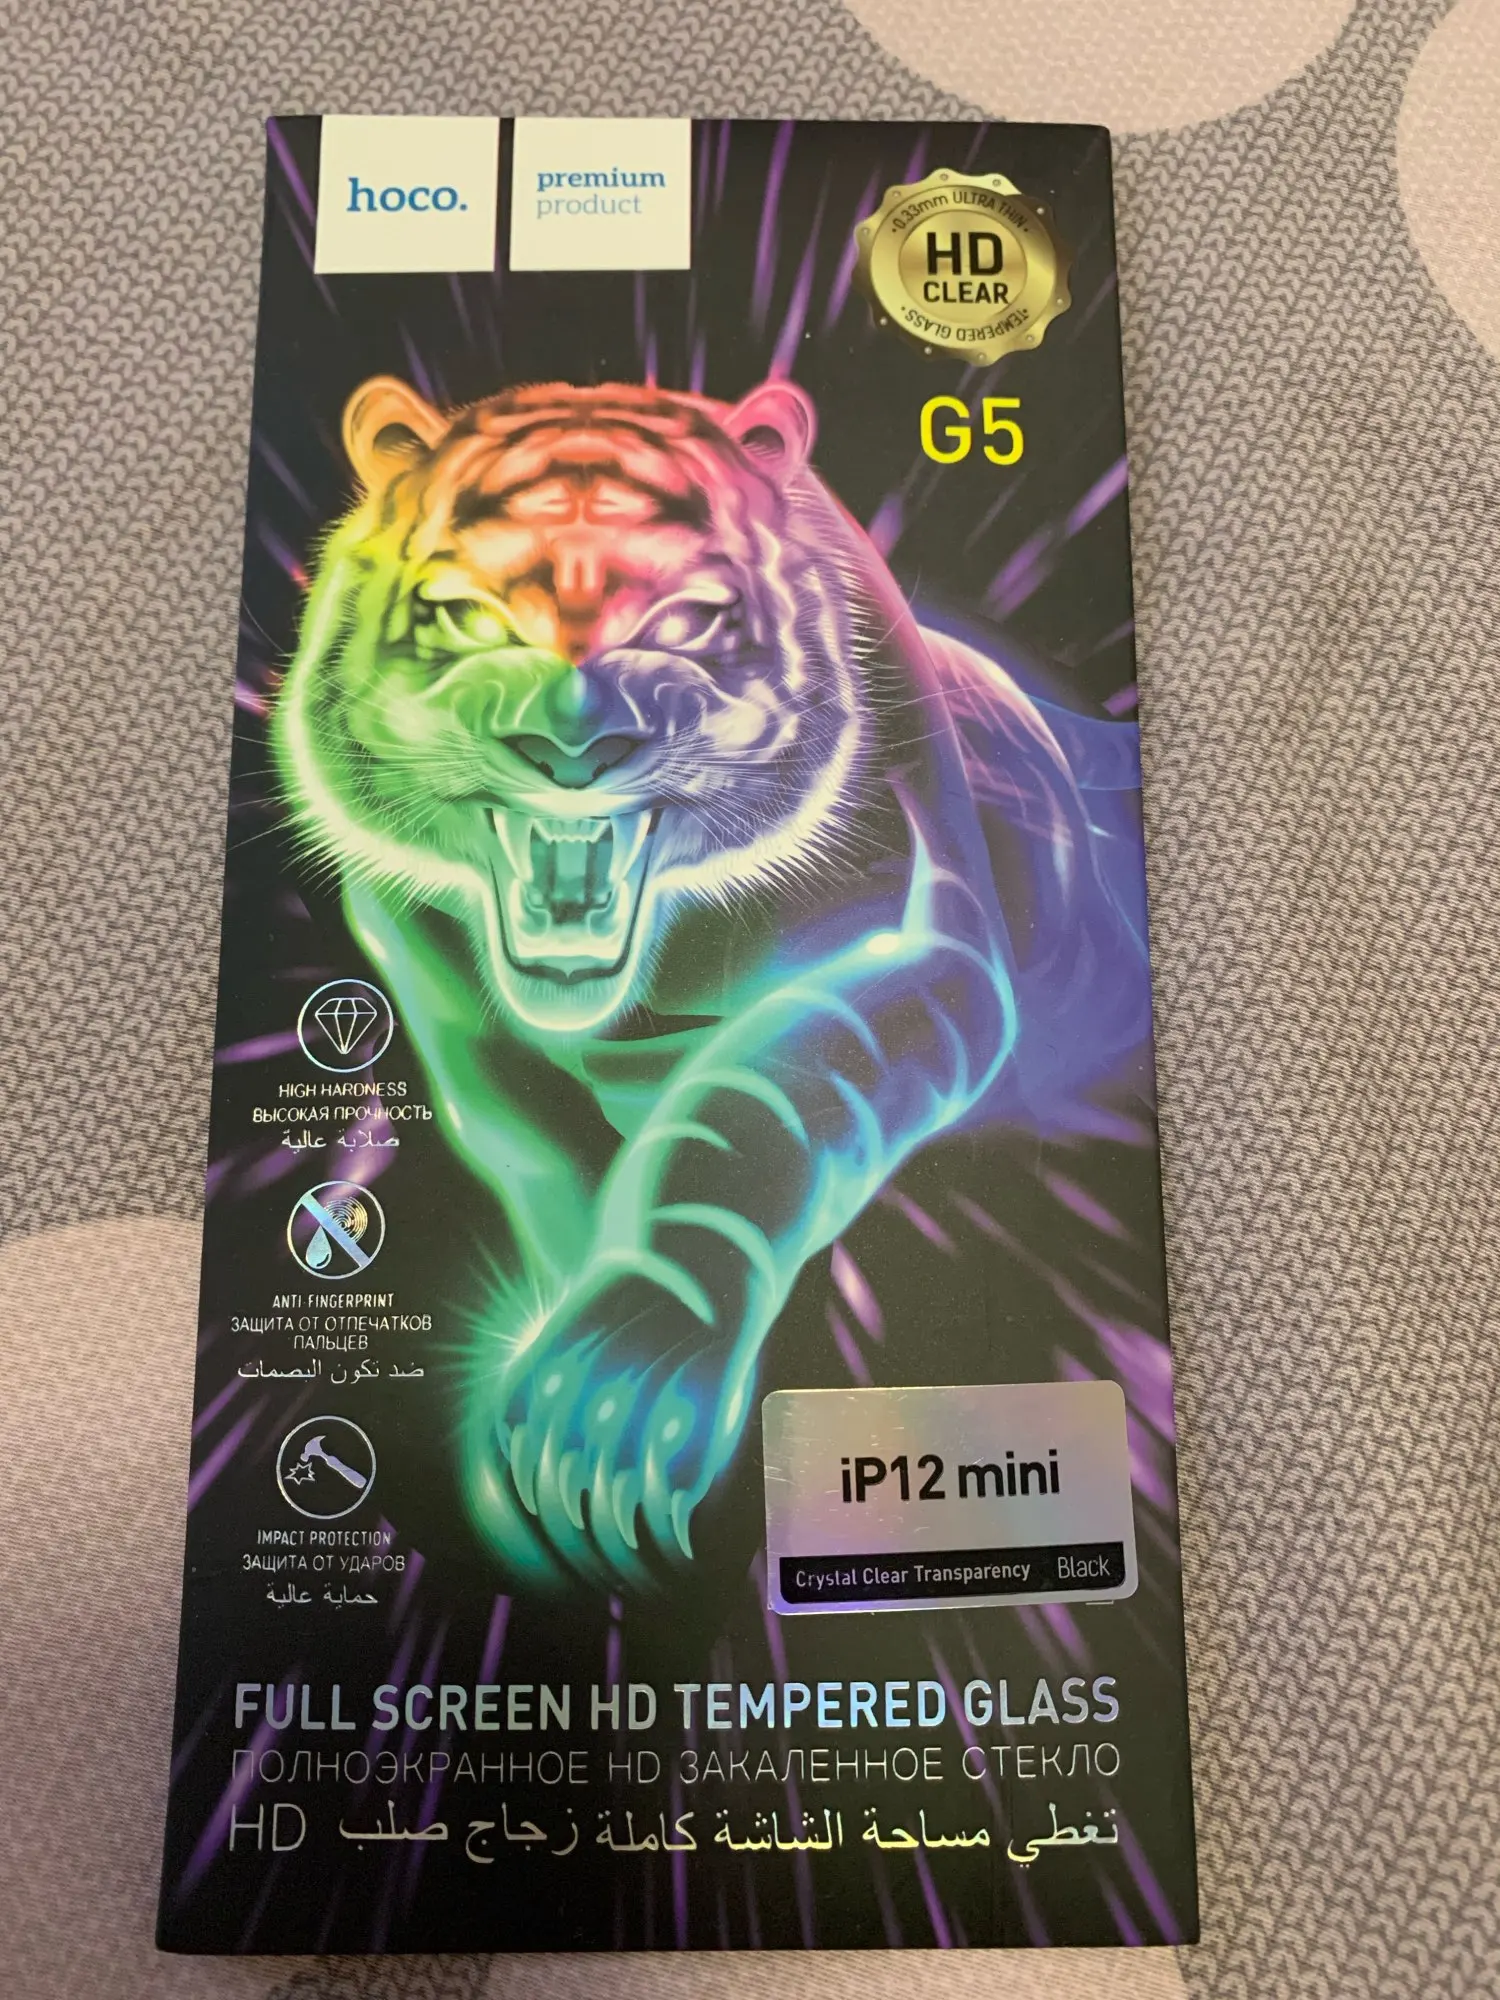 hoco.
premium
product
0.33mm ULTRA THIN
HD
CLEAR
TEMPERED GLASS
G5
HIGH HARDNESS
ВЫСОКАЯ ПРОЧНОСТЬ
صلابة عالية
ANTI-FINGERPRINT
ЗАЩИТА ОТ ОТПЕЧАТКОВ
ПАЛЬЦЕВ
ضد تكون البصمات
IMPACT PROTECTION
ЗАЩИТА ОТ УДАРОВ
حماية عالية
iP12 mini
Crystal Clear Transparency Black
FULL SCREEN HD TEMPERED GLASS
ПОЛНОЭКРАННОЕ HD ЗАКАЛЕННОЕ СТЕКЛО
تغطي مساحة الشاشة كاملة زجاج صلب HD